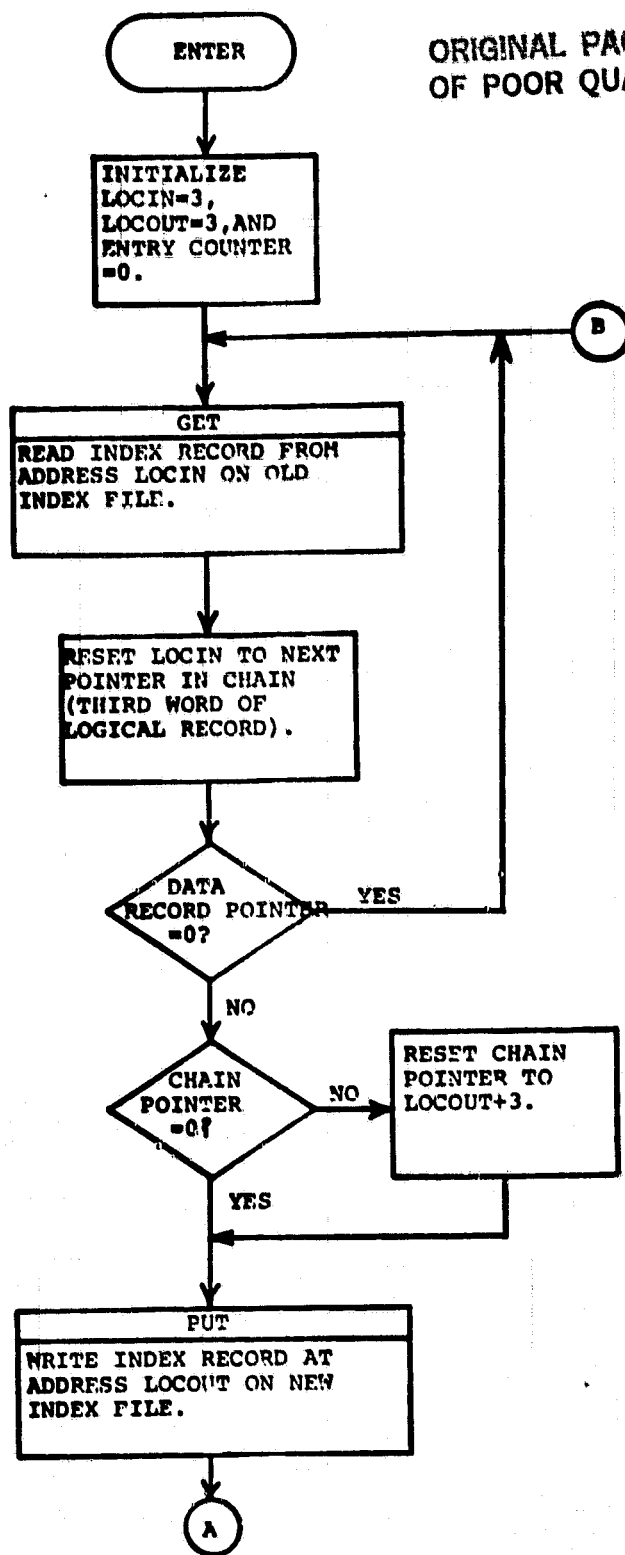 ENTER
ORIGINAL
OF POOR
INITIALIZE
LOCIN=3,
LOCOUT=3,AND
ENTRY COUNTER
=0.
B
GET
READ INDEX RECORD FROM
ADDRESS LOCIN ON OLD
INDEX FILE.
RESET LOCIN TO NEXT
POINTER IN CHAIN
(THIRD WORD OF
LOGICAL RECORD).
DATA
RECORD POINTER
=0?
YES
NO
CHAIN
POINTER
=0?
NO
RESET CHAIN
POINTER TO
LOCOUT+3.
YES
PUT
WRITE INDEX RECORD AT
ADDRESS LOCOUT ON NEW
INDEX FILE.
A